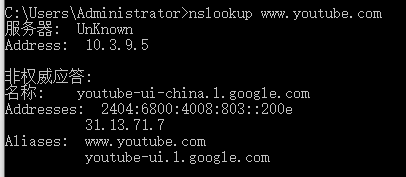 C:\Users\Administrator>nslookup www.youtube.com
服务器:  UnKnown
Address:  10.3.9.5
非权威应答:
名称:    youtube-ui-china.l.google.com
Addresses:  2404:6800:4008:803::200e
31.13.71.7
Aliases:  www.youtube.com
youtube-ui.l.google.com